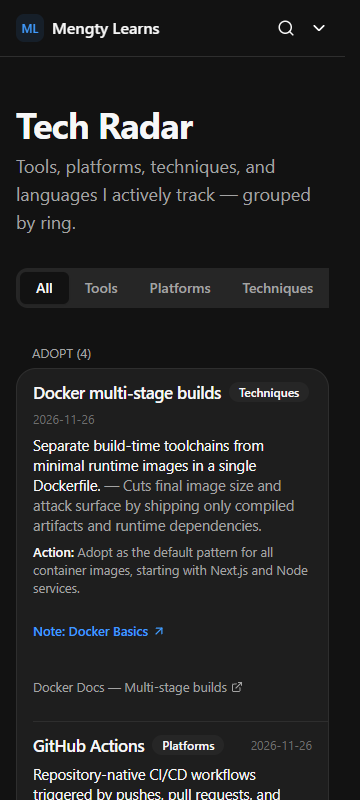 ML Mengty Learns
Tech Radar
Tools, platforms, techniques, and
languages I actively track — grouped
by ring.
All Tools Platforms Techniques
ADOPT (4)
Docker multi-stage builds Techniques
2026-11-26
Separate build-time toolchains from
minimal runtime images in a single
Dockerfile. — Cuts final image size and
attack surface by shipping only compiled
artifacts and runtime dependencies.
Action: Adopt as the default pattern for all
container images, starting with Next.js and Node
services.
Note: Docker Basics
Docker Docs — Multi-stage builds
GitHub Actions Platforms 2026-11-26
Repository-native CI/CD workflows
triggered by pushes, pull requests, and